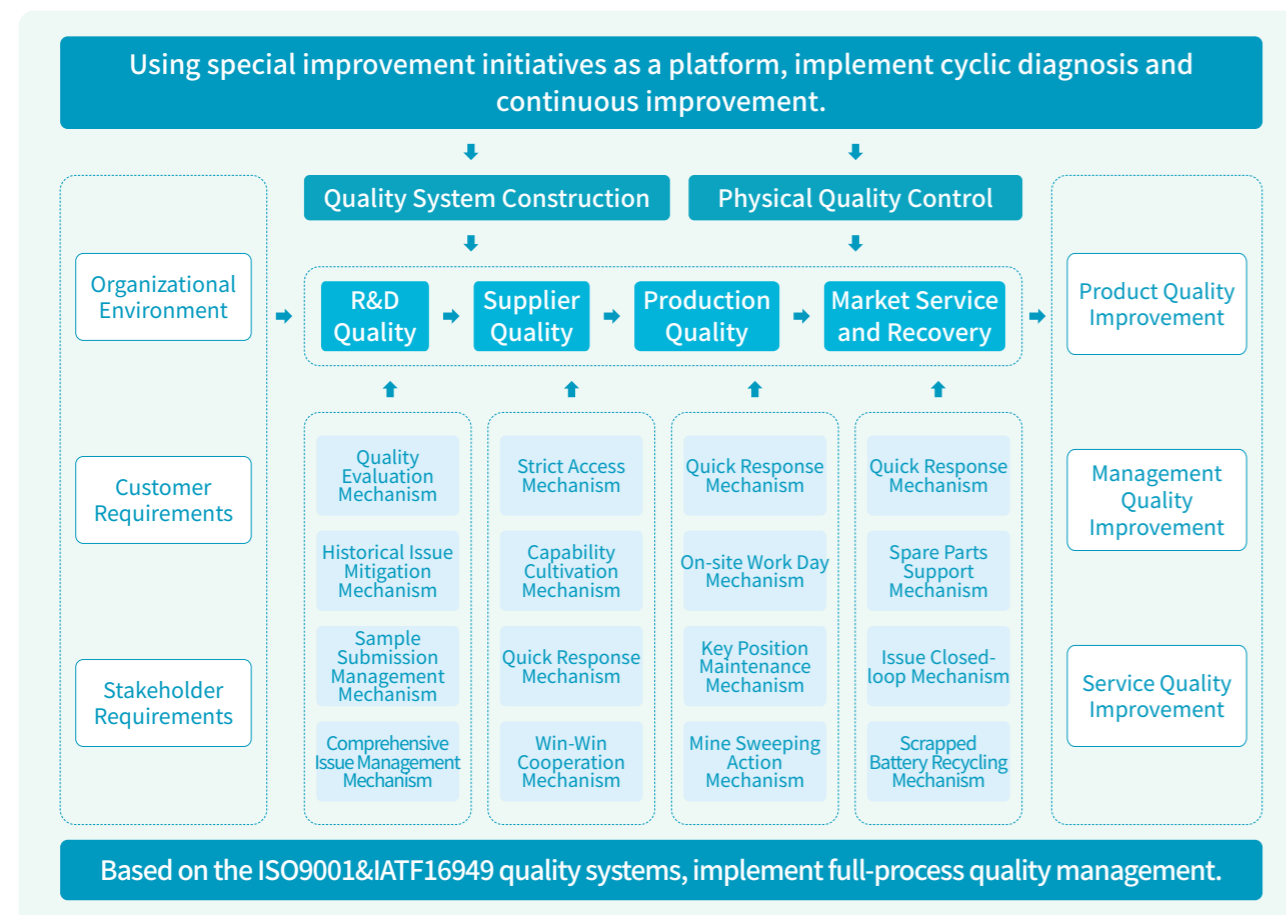 Using special improvement initiatives as a platform, implement cyclic diagnosis and
continuous improvement.
Quality System Construction
Physical Quality Control
Organizational
Environment
Customer
Requirements
Stakeholder
Requirements
R&D
Quality
Supplier
Quality
Production
Quality
Market Service
and Recovery
Quality
Evaluation
Mechanism
Historical Issue
Mitigation
Mechanism
Sample
Submission
Management
Mechanism
Comprehensive
Issue Management
Mechanism
Strict Access
Mechanism
Capability
Cultivation
Mechanism
Quick Response
Mechanism
Win-Win
Cooperation
Mechanism
Quick Response
Mechanism
On-site Work Day
Mechanism
Key Position
Maintenance
Mechanism
Mine Sweeping
Action
Mechanism
Quick Response
Mechanism
Spare Parts
Support
Mechanism
Issue Closed-
loop Mechanism
Scrapped
Battery Recycling
Mechanism
Product Quality
Improvement
Management
Quality
Improvement
Service Quality
Improvement
Based on the ISO9001&IATF16949 quality systems, implement full-process quality management.